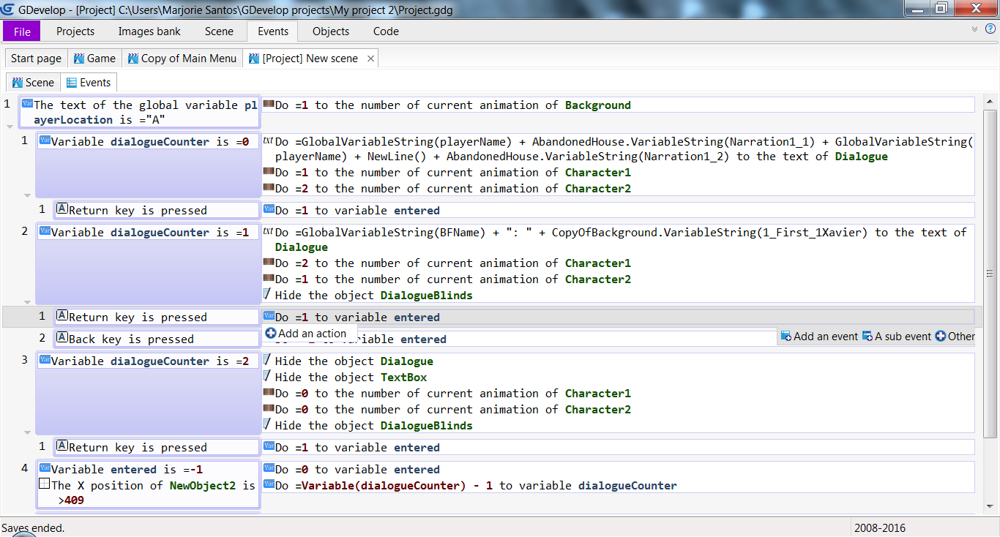 GDevelop - [Project] C:\Users\Marjorie Santos\GDevelop projects\My project 2\Project.gdg
File Projects Images bank Scene Events Objects Code
Start page Game Copy of Main Menu [Project] New scene
Scene Events
1 The text of the global variable pl Do =1 to the number of current animation of Background
ayerLocation is ="A"
1 Variable dialogueCounter is =0 Do =GlobalVariableString(playerName) + AbandonedHouse.VariableString(Narration1_1) + GlobalVariableString(
playerName) + NewLine() + AbandonedHouse.VariableString(Narration1_2) to the text of Dialogue
Do =1 to the number of current animation of Character1
Do =2 to the number of current animation of Character2
1 Return key is pressed Do =1 to variable entered
2 Variable dialogueCounter is =1 Do =GlobalVariableString(BFName) + ": " + CopyOfBackground.VariableString(1_First_1Xavier) to the text of
Dialogue
Do =2 to the number of current animation of Character1
Do =1 to the number of current animation of Character2
Hide the object DialogueBlinds
1 Return key is pressed Do =1 to variable entered
Add an action
2 Back key is pressed variable entered Add an event A sub event Other
3 Variable dialogueCounter is =2 Hide the object Dialogue
Hide the object TextBox
Do =0 to the number of current animation of Character1
Do =0 to the number of current animation of Character2
Hide the object DialogueBlinds
1 Return key is pressed Do =1 to variable entered
4 Variable entered is =-1 Do =0 to variable entered
The X position of NewObject2 is Do =Variable(dialogueCounter) - 1 to variable dialogueCounter
>409
Saves ended. 2008-2016